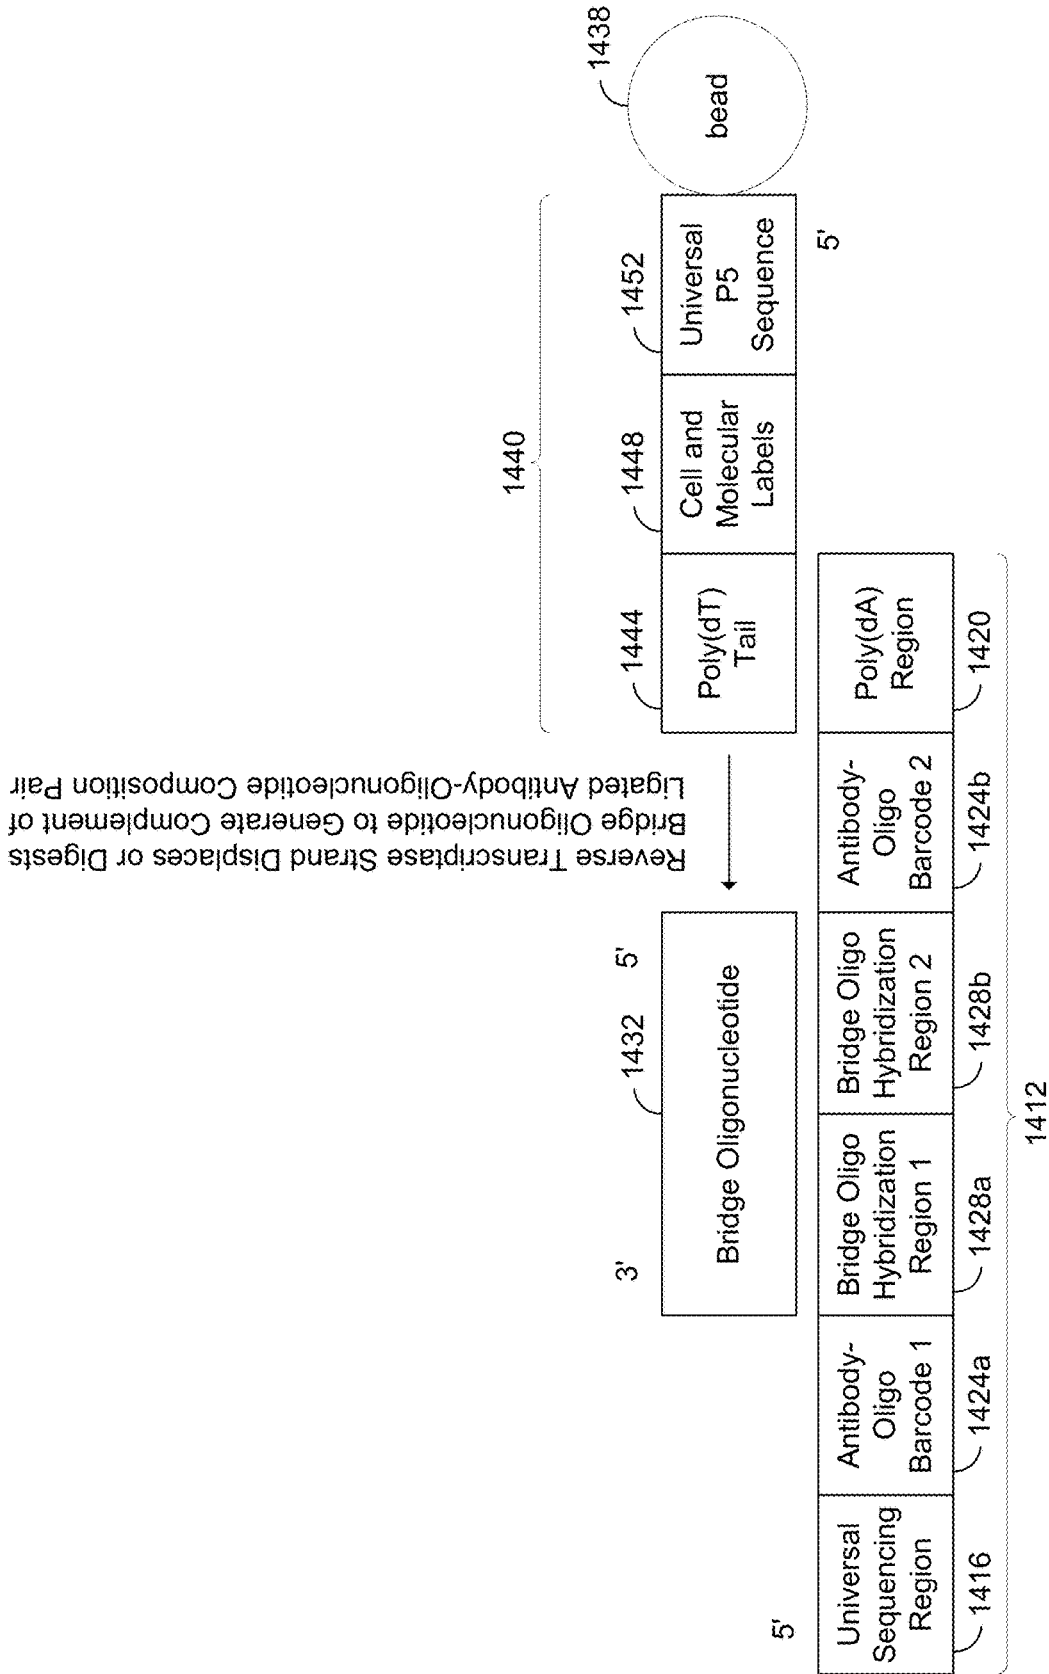 Reverse Transcriptase Strand Displaces or Digests
Bridge Oligonucleotide to Generate Complement of
Ligated Antibody-Oligonucleotide Composition Pair
1440
1438
1444
1448
1452
Poly(dT)
Tail
Cell and
Molecular
Labels
Universal
P5
Sequence
bead
5'
3'
1432
5'
Bridge Oligonucleotide
5'
Universal
Sequencing
Region
Antibody-
Oligo
Barcode 1
Bridge Oligo
Hybridization
Region 1
Bridge Oligo
Hybridization
Region 2
Antibody-
Oligo
Barcode 2
Poly(dA)
Region
1416
1424a
1428a
1428b
1424b
1420
1412